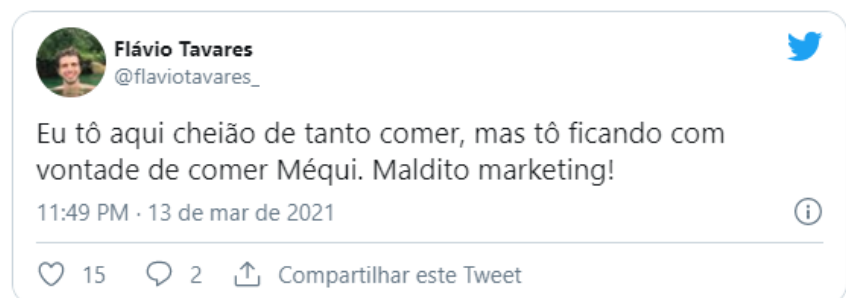 Flávio Tavares
@flaviotavares_
Eu tô aqui cheião de tanto comer, mas tô ficando com
vontade de comer Méqui. Maldito marketing!
11:49 PM · 13 de mar de 2021
15 2 Compartilhar este Tweet